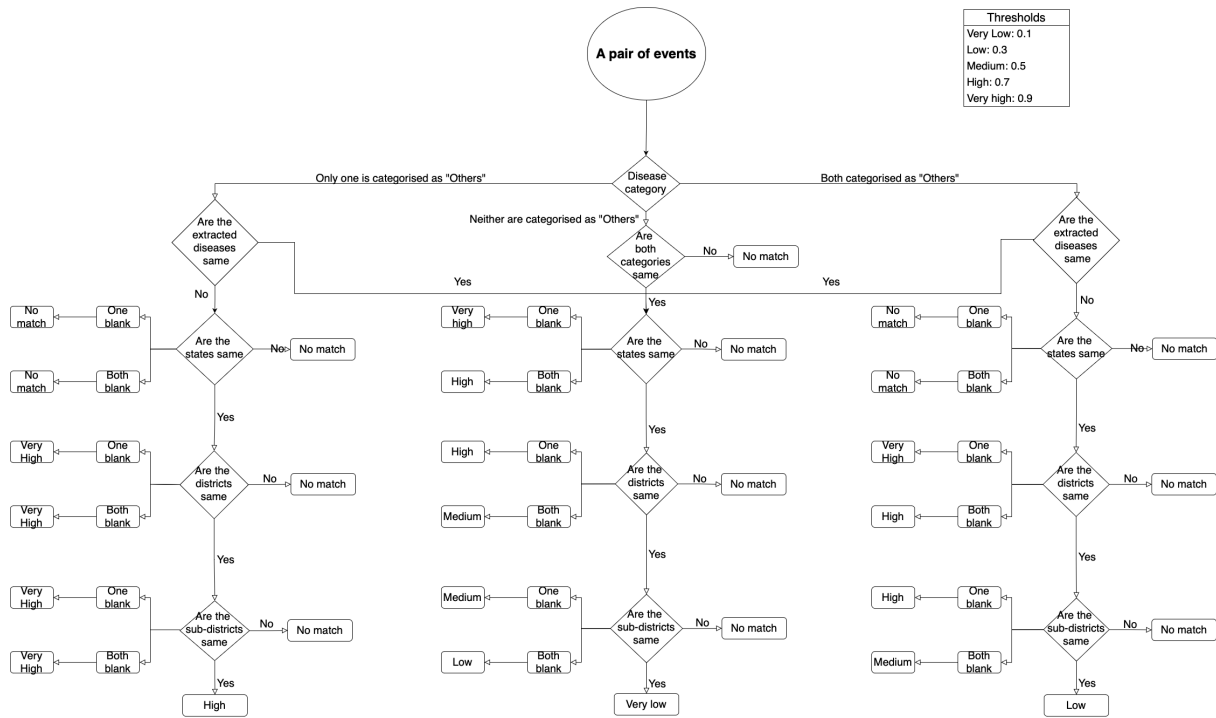 A pair of events
Thresholds
Very Low: 0.1
Low: 0.3
Medium: 0.5
High: 0.7
Very high: 0.9
Disease
category
Only one is categorised as "Others"
Neither are categorised as "Others"
Both categorised as "Others"
Are the
extracted
diseases
same
Yes
No
Are
both
categories
same
No
No match
Yes
Are the
extracted
diseases
same
Yes
No
No
match
One
blank
No
match
Both
blank
Are the
states same
No
No match
Yes
Very
high
One
blank
High
Both
blank
Are the
states same
No
No match
Yes
No
match
One
blank
No
match
Both
blank
Are the
states same
No
No match
Yes
Very
High
One
blank
Very
High
Both
blank
Are the
districts
same
No
No match
Yes
High
One
blank
Medium
Both
blank
Are the
districts
same
No
No match
Yes
Very
High
One
blank
High
Both
blank
Are the
districts
same
No
No match
Yes
Very
High
One
blank
Very
High
Both
blank
Are the
sub-districts
same
No
No match
Yes
High
Medium
One
blank
Low
Both
blank
Are the
sub-districts
same
No
No match
Yes
Very low
High
One
blank
Medium
Both
blank
Are the
sub-districts
same
No
No match
Yes
Low